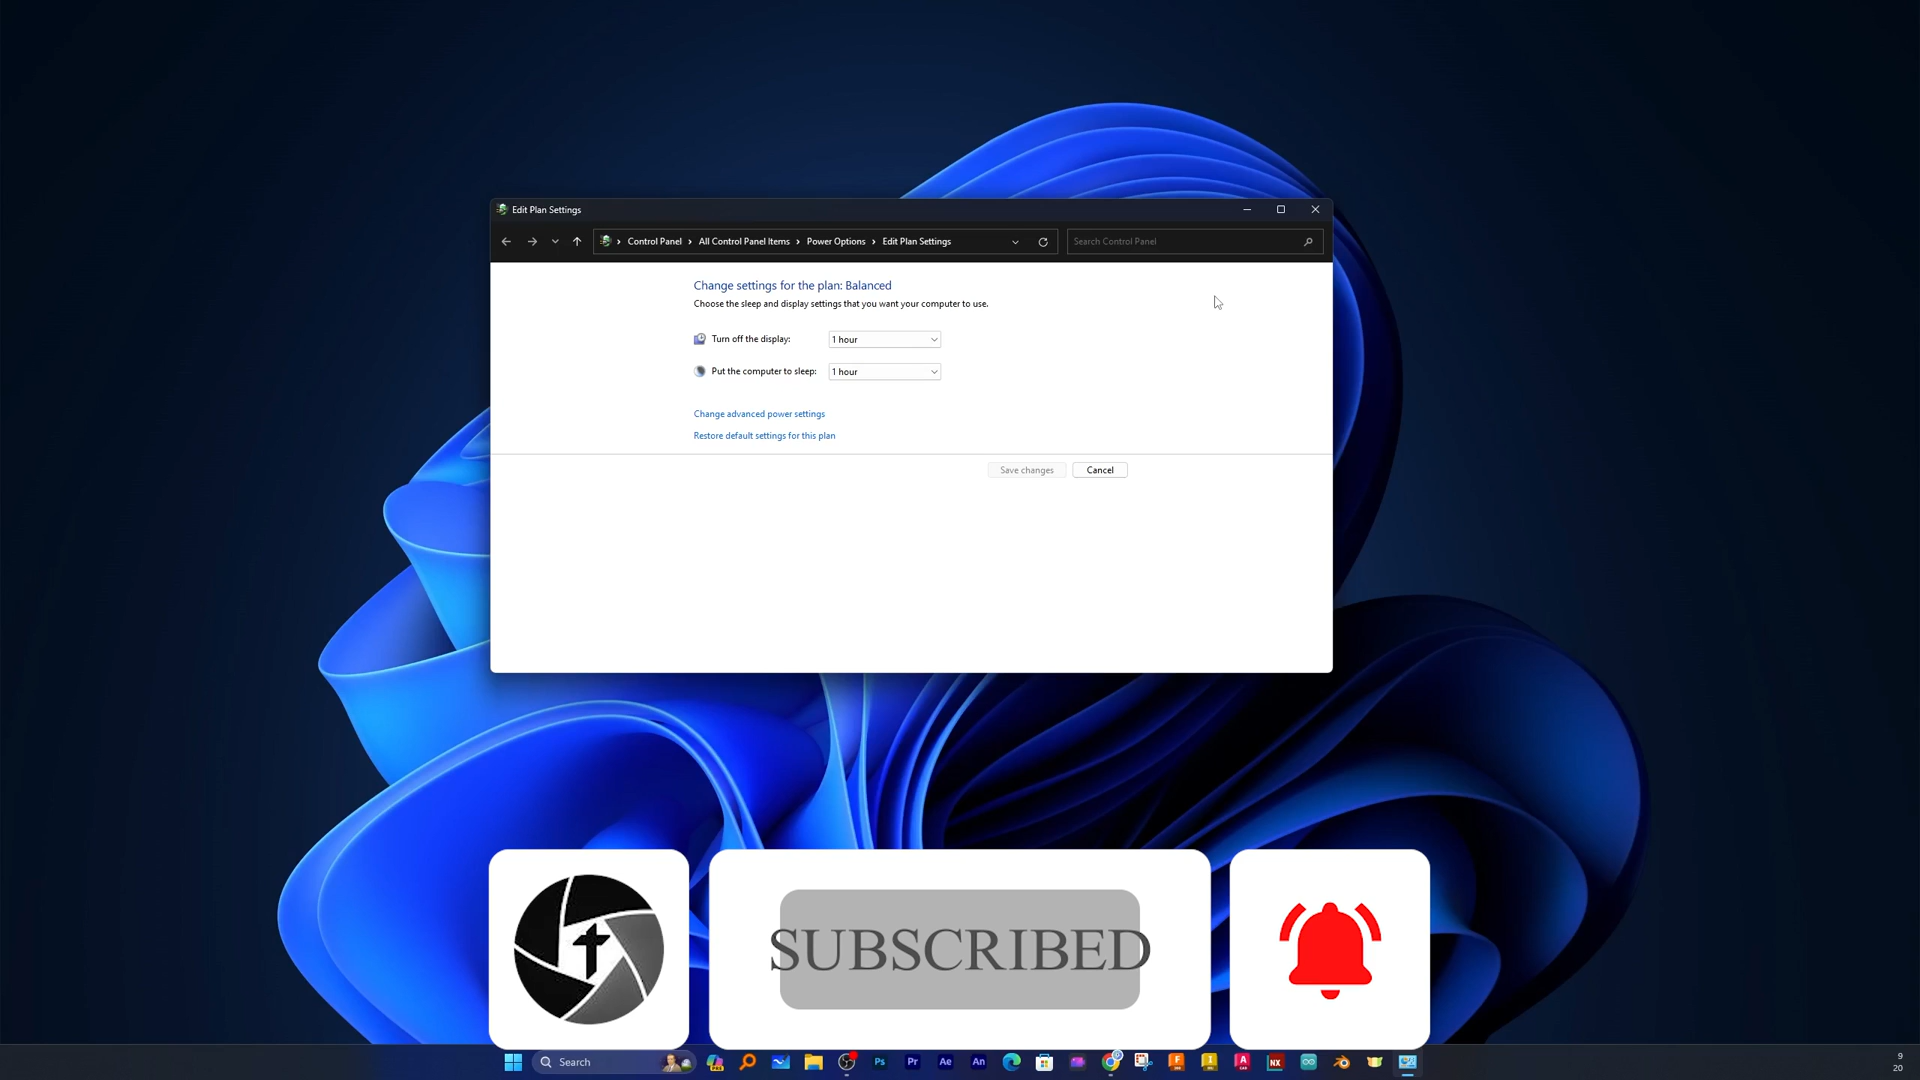 Edit Plan Settings
Control Panel › All Control Panel Items › Power Options › Edit Plan Settings
Search Control Panel
Change settings for the plan: Balanced
Choose the sleep and display settings that you want your computer to use.
Turn off the display: 1 hour
Put the computer to sleep: 1 hour
Change advanced power settings
Restore default settings for this plan
Save changes Cancel
SUBSCRIBED
Search Ps Pr Ae An NX
9
20